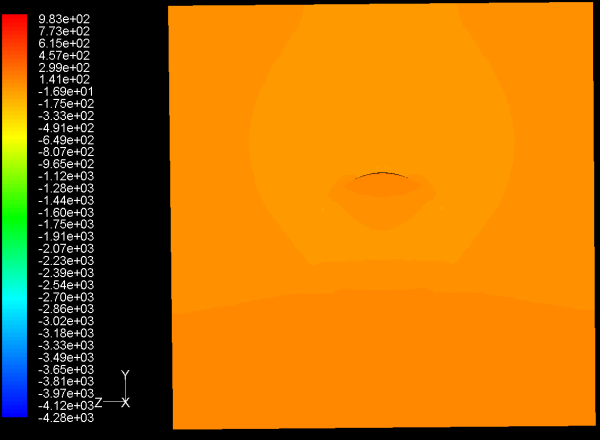 9.83e+02
7.73e+02
6.15e+02
4.57e+02
2.99e+02
1.41e+02
-1.69e+01
-1.75e+02
-3.33e+02
-4.91e+02
-6.49e+02
-8.07e+02
-9.65e+02
-1.12e+03
-1.28e+03
-1.44e+03
-1.60e+03
-1.75e+03
-1.91e+03
-2.07e+03
-2.23e+03
-2.39e+03
-2.54e+03
-2.70e+03
-2.86e+03
-3.02e+03
-3.18e+03
-3.33e+03
-3.49e+03
-3.65e+03
-3.81e+03
-3.97e+03
-4.12e+03
-4.28e+03
Y
Z
X